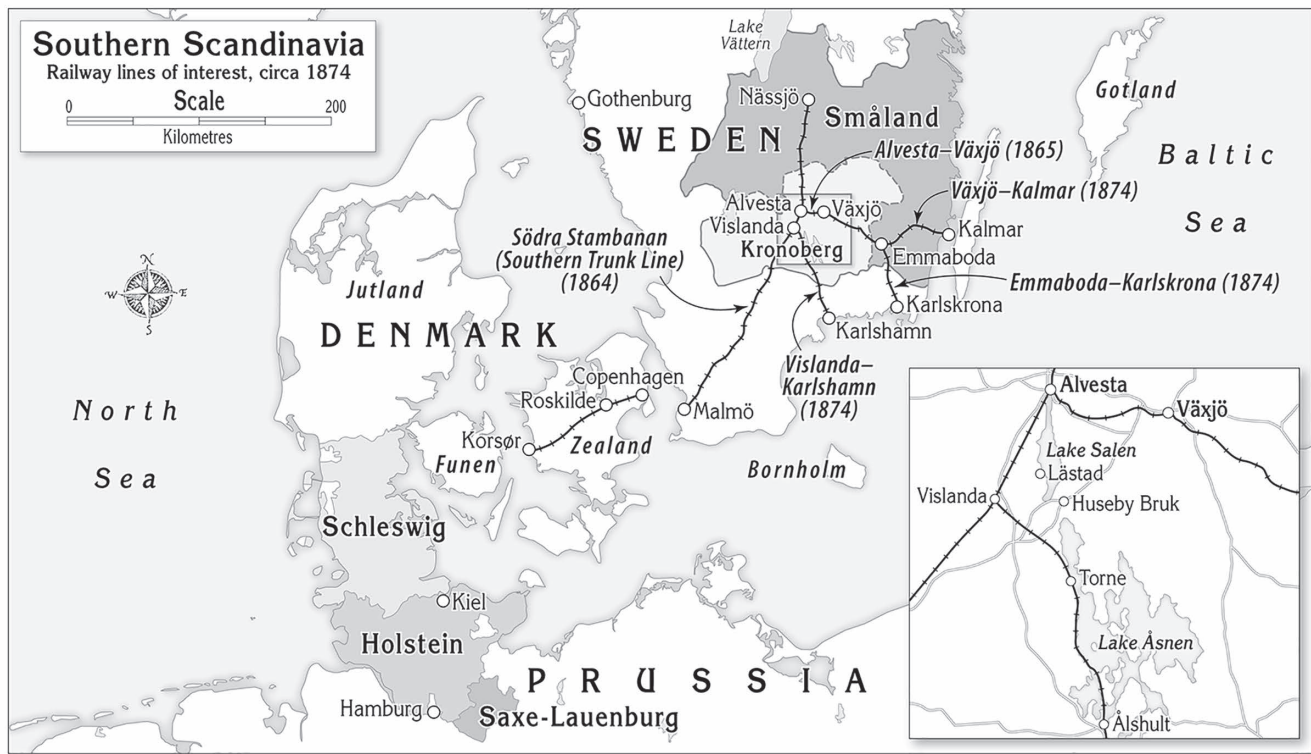 Southern Scandinavia
Railway lines of interest, circa 1874
Scale
0 200
Kilometres
Lake
Vättern
Gothenburg
Nässjö
Småland
Gotland
SWEDEN
Alvesta–Växjö (1865)
Baltic
Sea
Växjö–Kalmar (1874)
Alvesta
Växjö
Vislanda
Kronoberg
Kalmar
Emmaboda
Södra Stambanan
(Southern Trunk Line)
(1864)
Emmaboda–Karlskrona (1874)
Karlskrona
Karlshamn
Vislanda–
Karlshamn
(1874)
N
W E
S
Jutland
DENMARK
North
Sea
Copenhagen
Roskilde
Malmö
Korsør
Zealand
Funen
Bornholm
Schleswig
Kiel
Holstein
PRUSSIA
Hamburg
Saxe-Lauenburg
Alvesta
Växjö
Lake Salen
Låstad
Vislanda
Huseby Bruk
Torne
Lake Åsnen
Ålshult